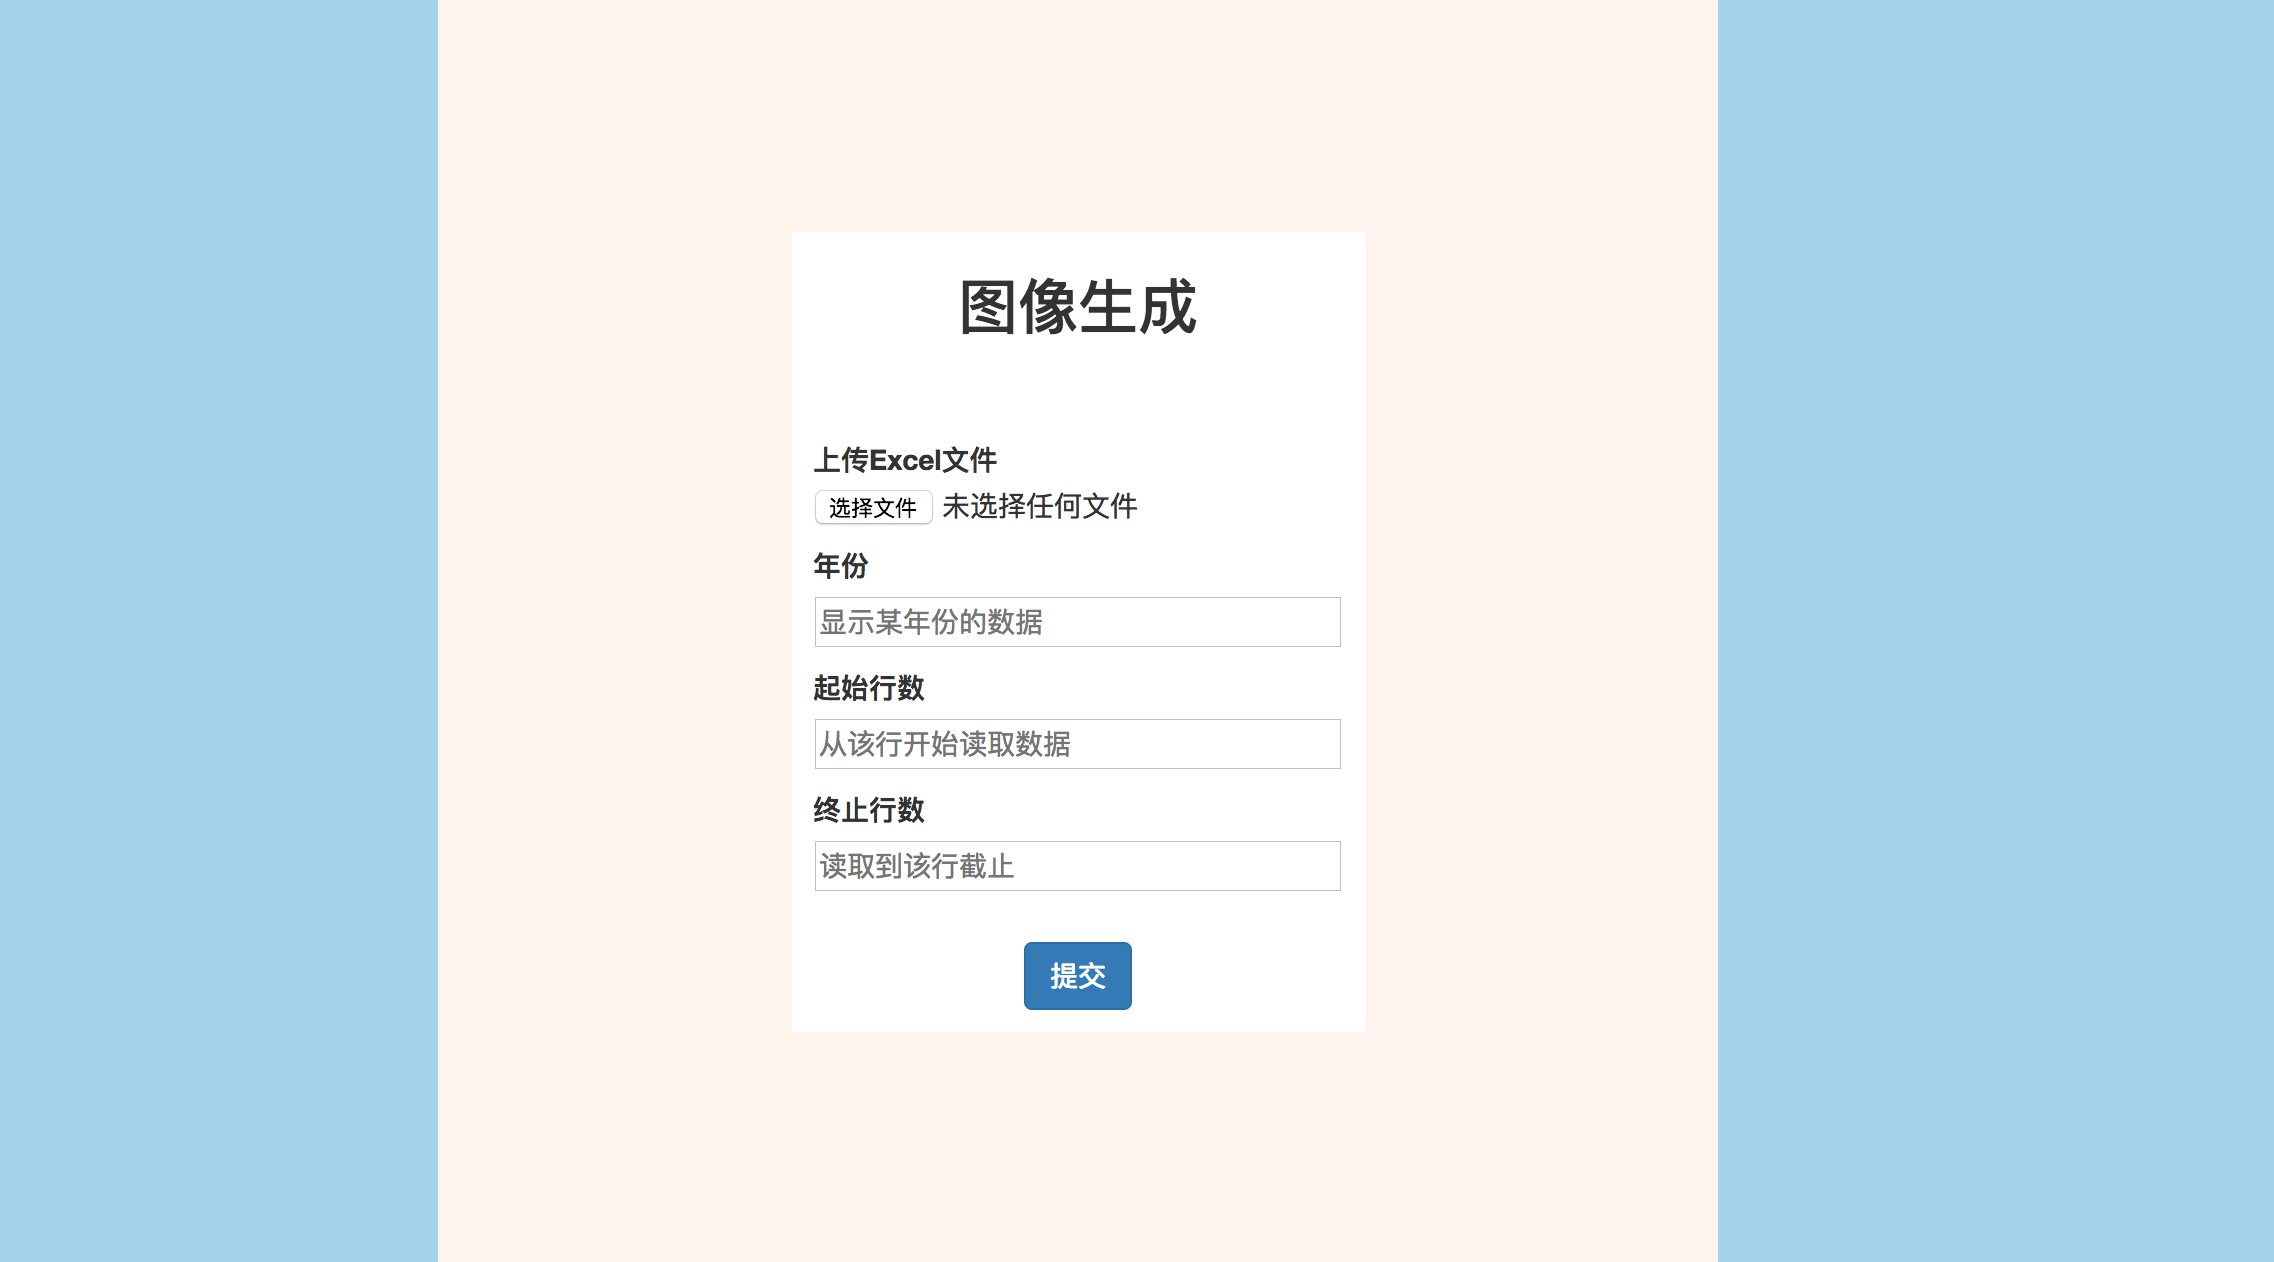 图像生成
上传Excel文件
选择文件 未选择任何文件
年份
显示某年份的数据
起始行数
从该行开始读取数据
终止行数
读取到该行截止
提交